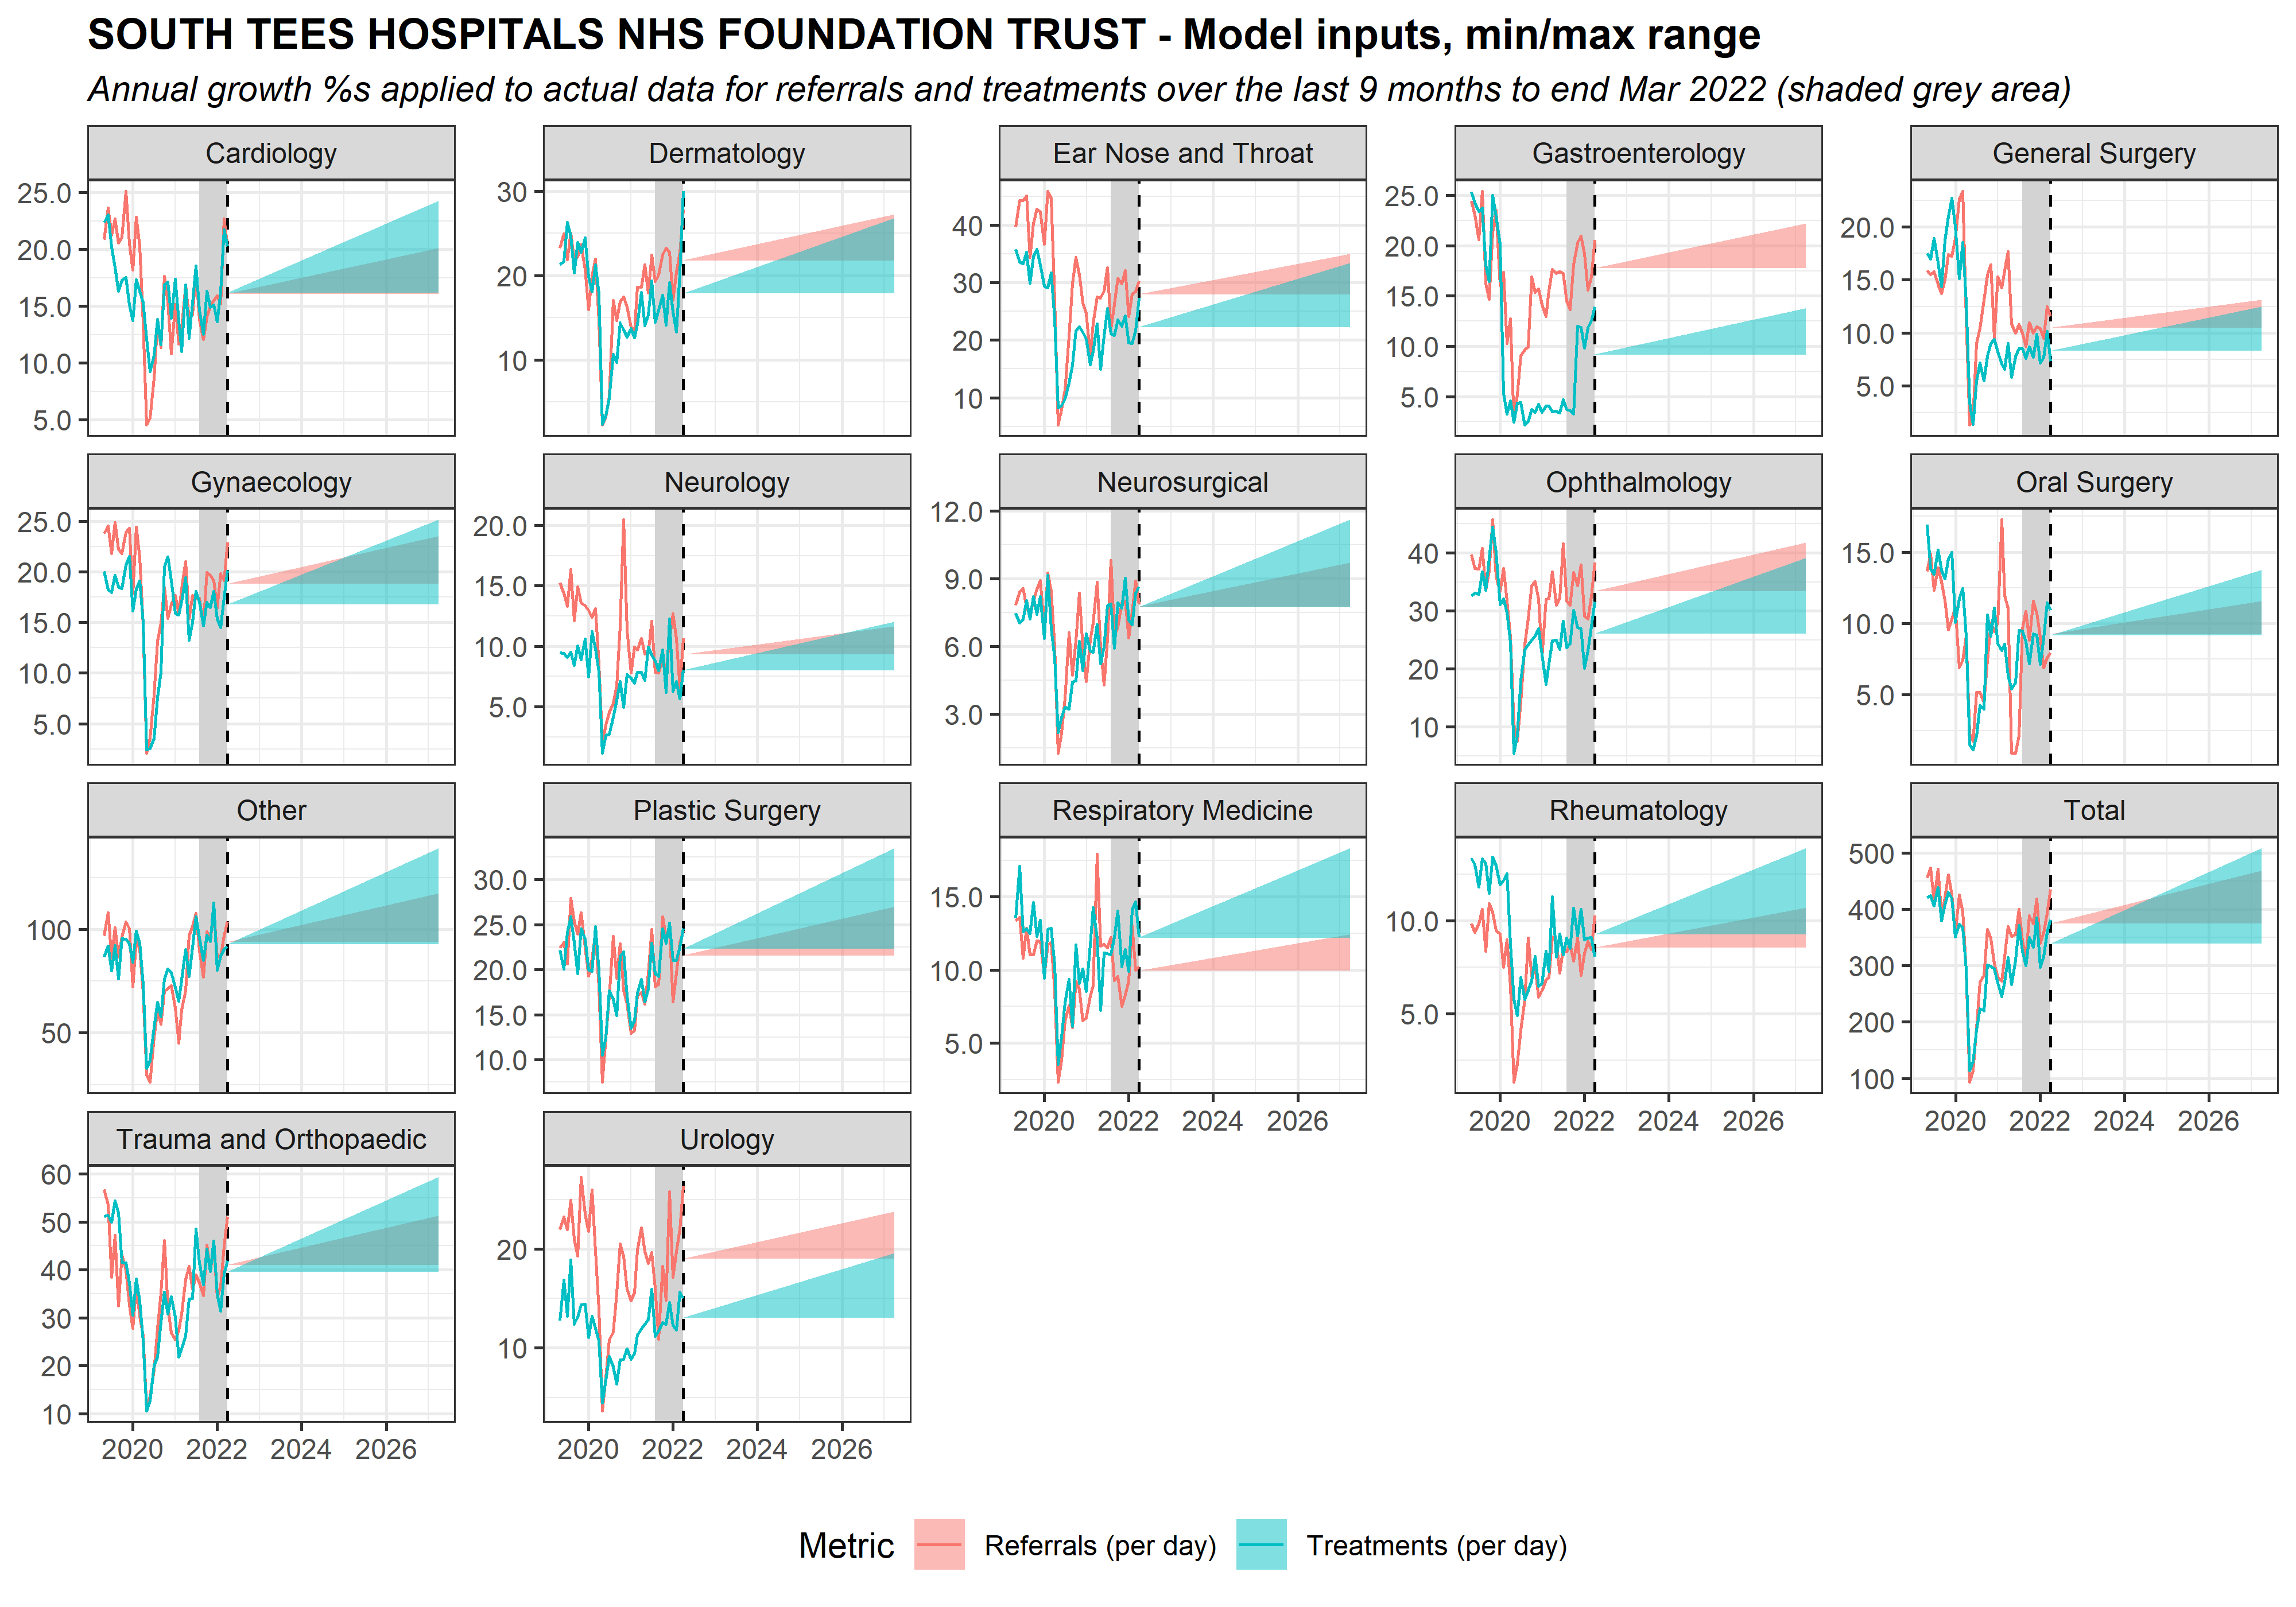 SOUTH TEES HOSPITALS NHS FOUNDATION TRUST - Model inputs, min/max range
Annual growth %s applied to actual data for referrals and treatments over the last 9 months to end Mar 2022 (shaded grey area)
Cardiology
25.0
20.0
15.0
10.0
5.0
Dermatology
30
20
10
Ear Nose and Throat
40
30
20
10
Gastroenterology
25.0
20.0
15.0
10.0
5.0
General Surgery
20.0
15.0
10.0
5.0
Gynaecology
25.0
20.0
15.0
10.0
5.0
Neurology
20.0
15.0
10.0
5.0
Neurosurgical
12.0
9.0
6.0
3.0
Ophthalmology
40
30
20
10
Oral Surgery
15.0
10.0
5.0
Other
100
50
Plastic Surgery
30.0
25.0
20.0
15.0
10.0
Respiratory Medicine
15.0
10.0
5.0
2020 2022 2024 2026
Rheumatology
10.0
5.0
2020 2022 2024 2026
Total
500
400
300
200
100
2020 2022 2024 2026
Trauma and Orthopaedic
60
50
40
30
20
10
2020 2022 2024 2026
Urology
20
10
2020 2022 2024 2026
Metric Referrals (per day) Treatments (per day)